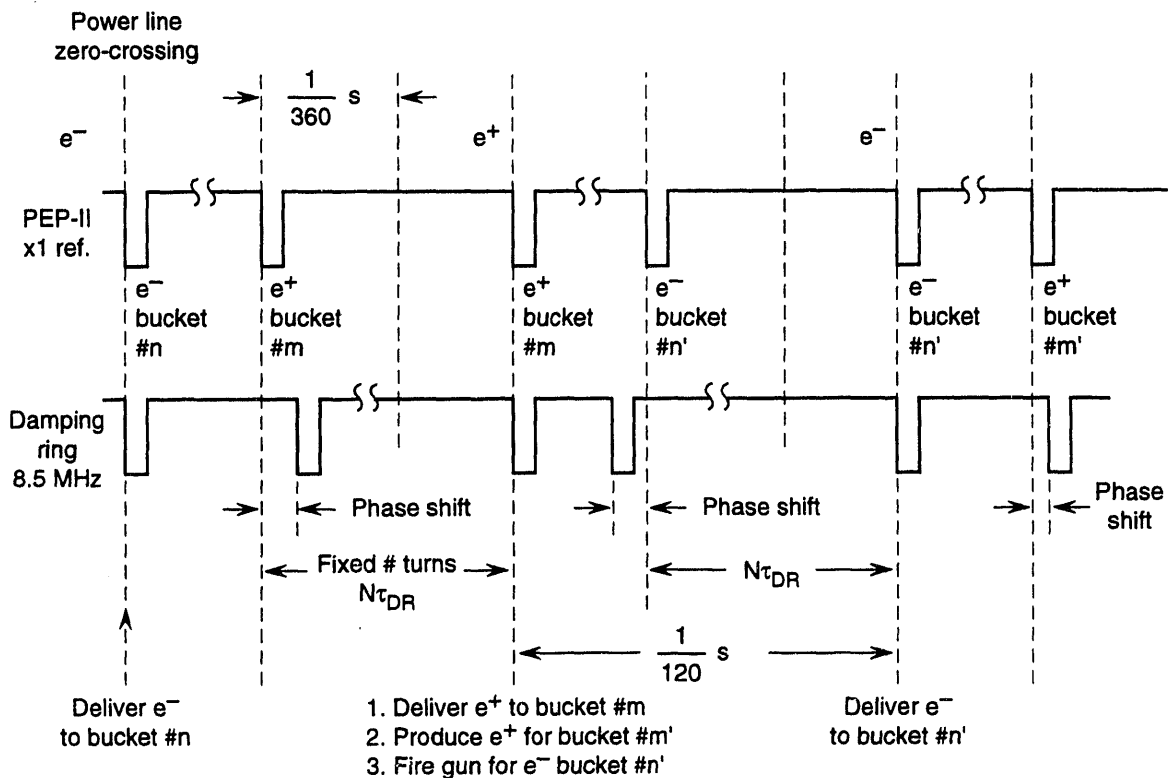 Power line
zero-crossing
1
360
s
e−
e+
e−
PEP-II
x1 ref.
e−
bucket
#n
e+
bucket
#m
e+
bucket
#m
e−
bucket
#n'
e−
bucket
#n'
e+
bucket
#m'
Damping
ring
8.5 MHz
Phase shift
Phase shift
Phase
shift
Fixed # turns
NτDR
NτDR
1
120
s
Deliver e−
to bucket #n
1. Deliver e+ to bucket #m
2. Produce e+ for bucket #m'
3. Fire gun for e− bucket #n'
Deliver e−
to bucket #n'